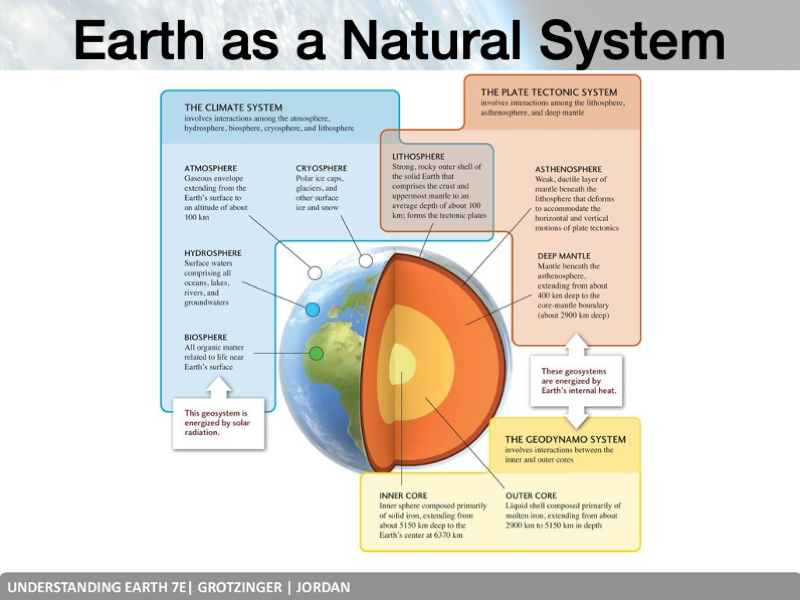 Earth as a Natural System
THE CLIMATE SYSTEM
involves interactions among the atmosphere,
hydrosphere, biosphere, cryosphere, and lithosphere
THE PLATE TECTONIC SYSTEM
involves interactions among the lithosphere,
asthenosphere, and deep mantle
ATMOSPHERE
Gaseous envelope
extending from the
Earth's surface to
an altitude of about
100 km
CRYOSPHERE
Polar ice caps,
glaciers, and
other surface
ice and snow
LITHOSPHERE
Strong, rocky outer shell of
the solid Earth that
comprises the crust and
uppermost mantle to an
average depth of about 100
km; forms the tectonic plates
ASTHENOSPHERE
Weak, ductile layer of
mantle beneath the
lithosphere that deforms
to accommodate the
horizontal and vertical
motions of plate tectonics
HYDROSPHERE
Surface waters
comprising all
oceans, lakes,
rivers, and
groundwaters
DEEP MANTLE
Mantle beneath the
asthenosphere,
extending from about
400 km deep to the
core-mantle boundary
(about 2900 km deep)
BIOSPHERE
All organic matter
related to life near
Earth's surface
This geosystem is
energized by solar
radiation.
These geosystems
are energized by
Earth's internal heat.
THE GEODYNAMO SYSTEM
involves interactions between the
inner and outer cores
INNER CORE
Inner sphere composed primarily
of solid iron, extending from
about 5150 km deep to the
Earth's center at 6370 km
OUTER CORE
Liquid shell composed primarily of
molten iron, extending from about
2900 km to 5150 km in depth
UNDERSTANDING EARTH 7E| GROTZINGER | JORDAN